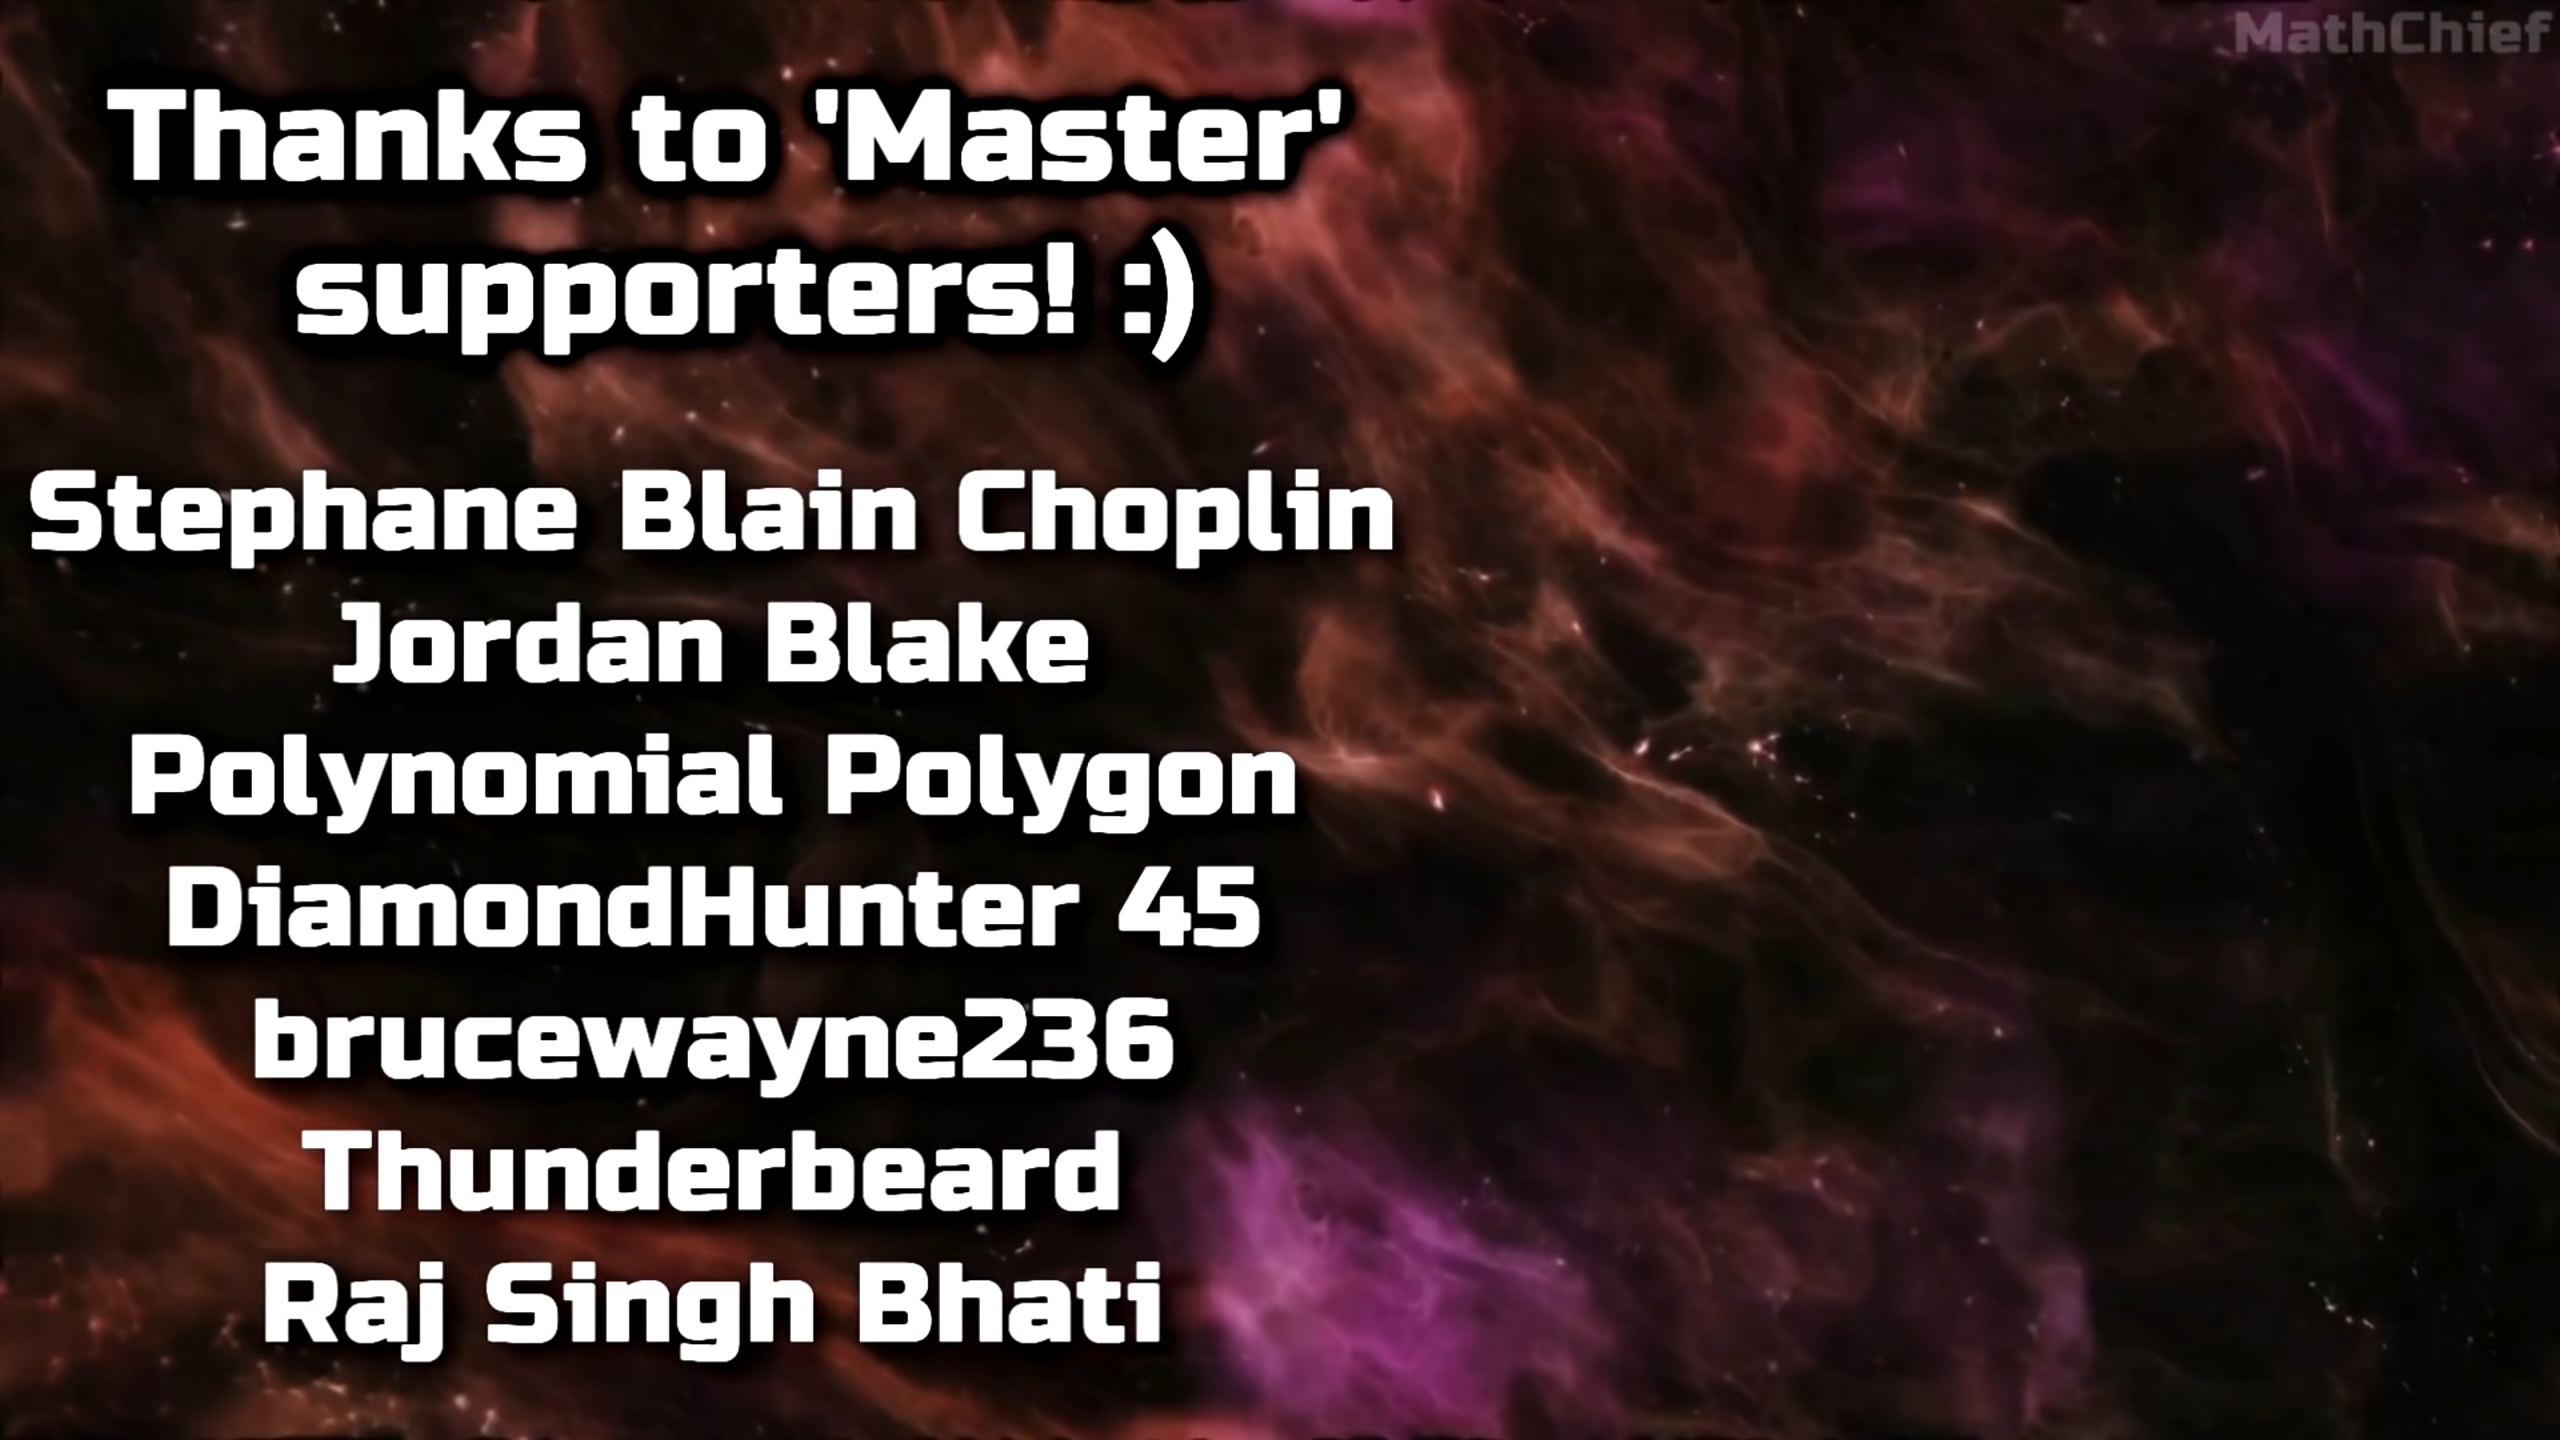 MathChief
Thanks to 'Master'
supporters! :)
Stephane Blain Choplin
Jordan Blake
Polynomial Polygon
DiamondHunter 45
brucewayne236
Thunderbeard
Raj Singh Bhati